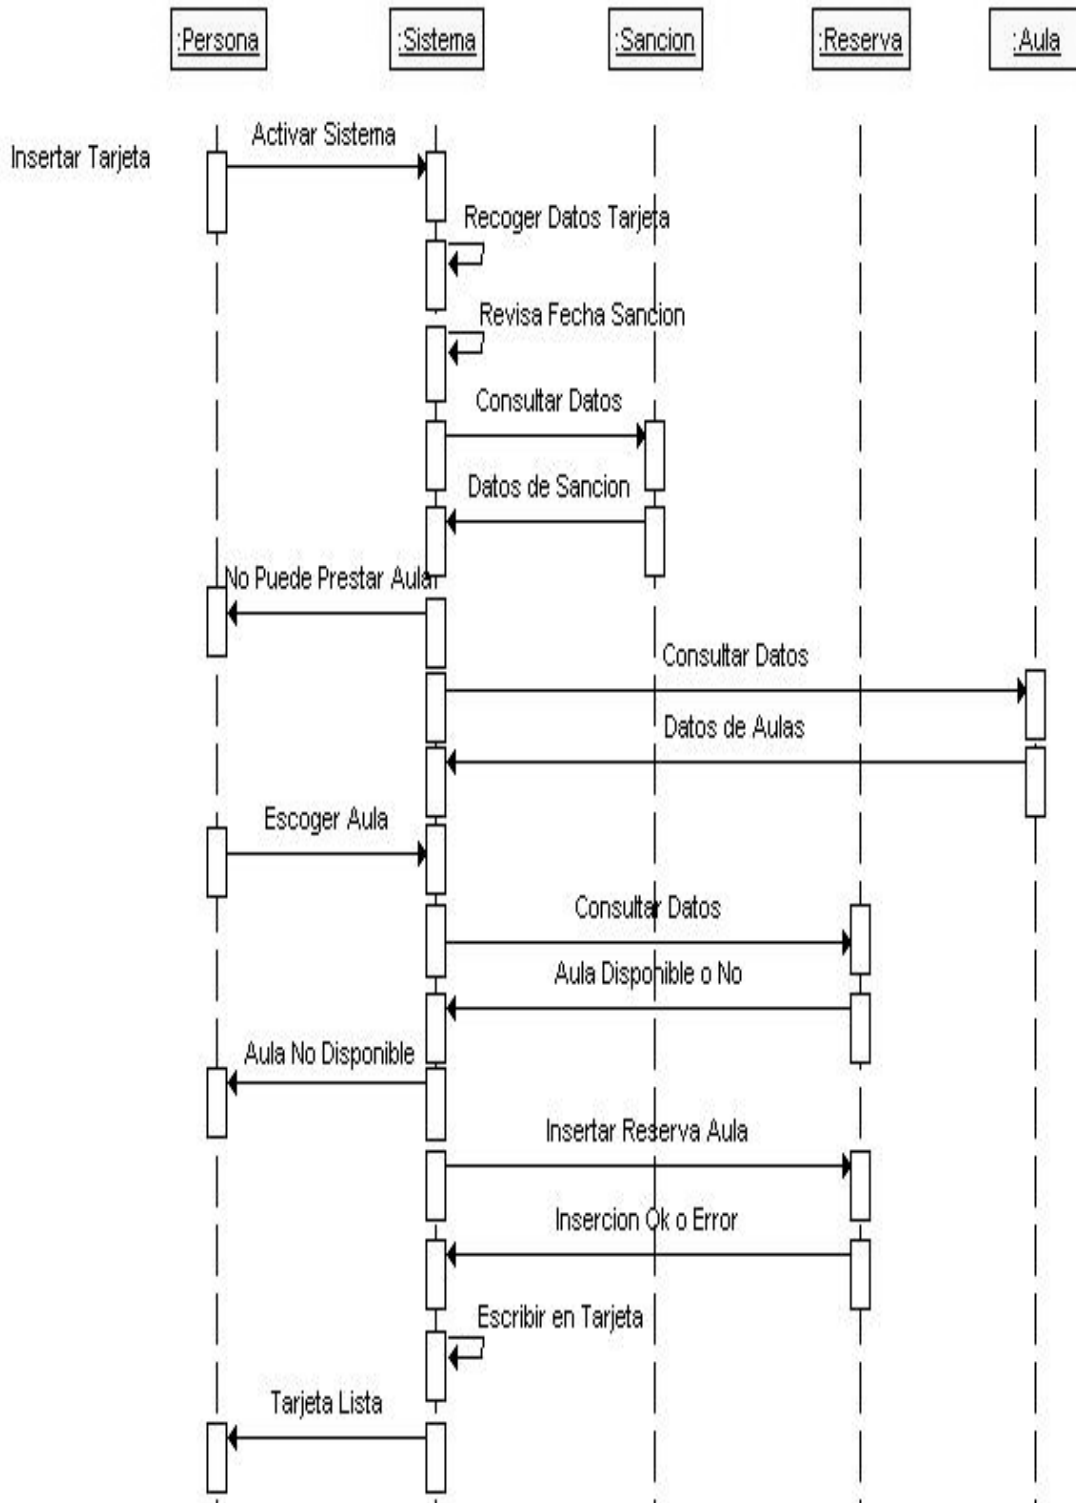 :Persona
:Sistema
:Sancion
:Reserva
:Aula
Activar Sistema
Insertar Tarjeta
Recoger Datos Tarjeta
Revisa Fecha Sancion
Consultar Datos
Datos de Sancion
No Puede Prestar Aula
Consultar Datos
Datos de Aulas
Escoger Aula
Consultar Datos
Aula Disponible o No
Aula No Disponible
Insertar Reserva Aula
Insercion Ok o Error
Escribir en Tarjeta
Tarjeta Lista